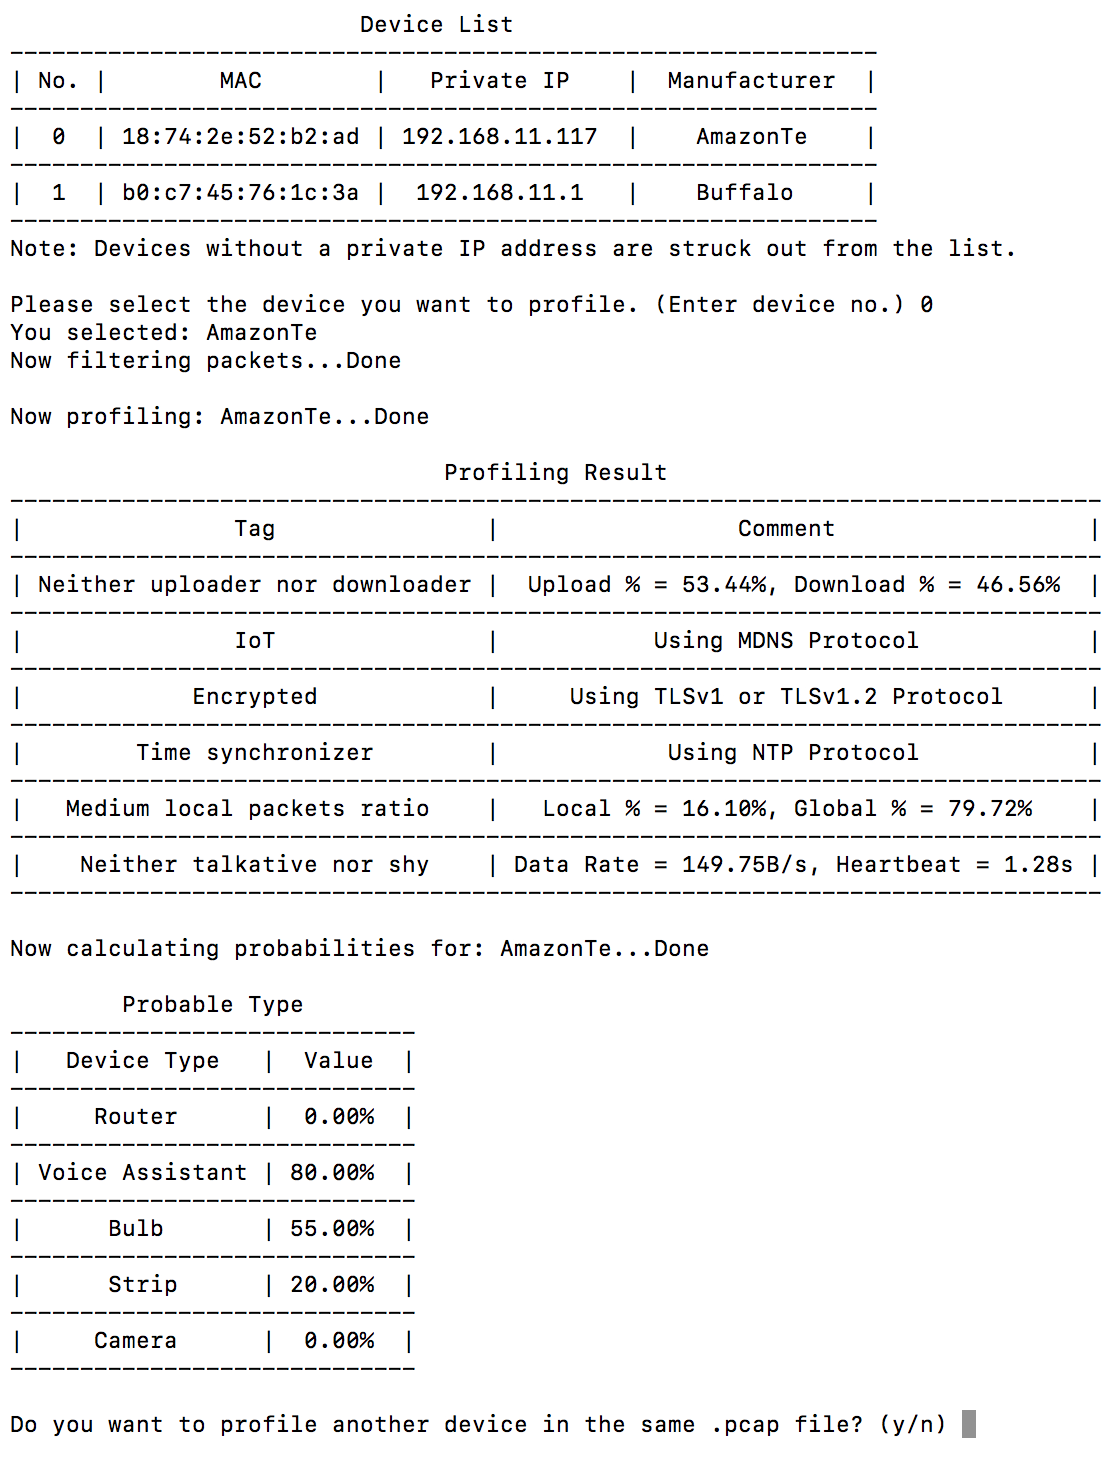 Device List
| No. | MAC | Private IP | Manufacturer |
| 0 | 18:74:2e:52:b2:ad | 192.168.11.117 | AmazonTe |
| 1 | b0:c7:45:76:1c:3a | 192.168.11.1 | Buffalo |
Note: Devices without a private IP address are struck out from the list.
Please select the device you want to profile. (Enter device no.) 0
You selected: AmazonTe
Now filtering packets...Done
Now profiling: AmazonTe...Done
Profiling Result
| Tag | Comment |
| Neither uploader nor downloader | Upload % = 53.44%, Download % = 46.56% |
| IoT | Using MDNS Protocol |
| Encrypted | Using TLSv1 or TLSv1.2 Protocol |
| Time synchronizer | Using NTP Protocol |
| Medium local packets ratio | Local % = 16.10%, Global % = 79.72% |
| Neither talkative nor shy | Data Rate = 149.75B/s, Heartbeat = 1.28s |
Now calculating probabilities for: AmazonTe...Done
Probable Type
| Device Type | Value |
| Router | 0.00% |
| Voice Assistant | 80.00% |
| Bulb | 55.00% |
| Strip | 20.00% |
| Camera | 0.00% |
Do you want to profile another device in the same .pcap file? (y/n)